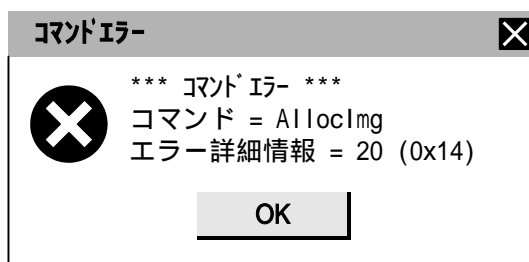 コマンドエラー
*** コマンドエラー ***
コマンド = AllocImg
エラー詳細情報 = 20 (0x14)
OK